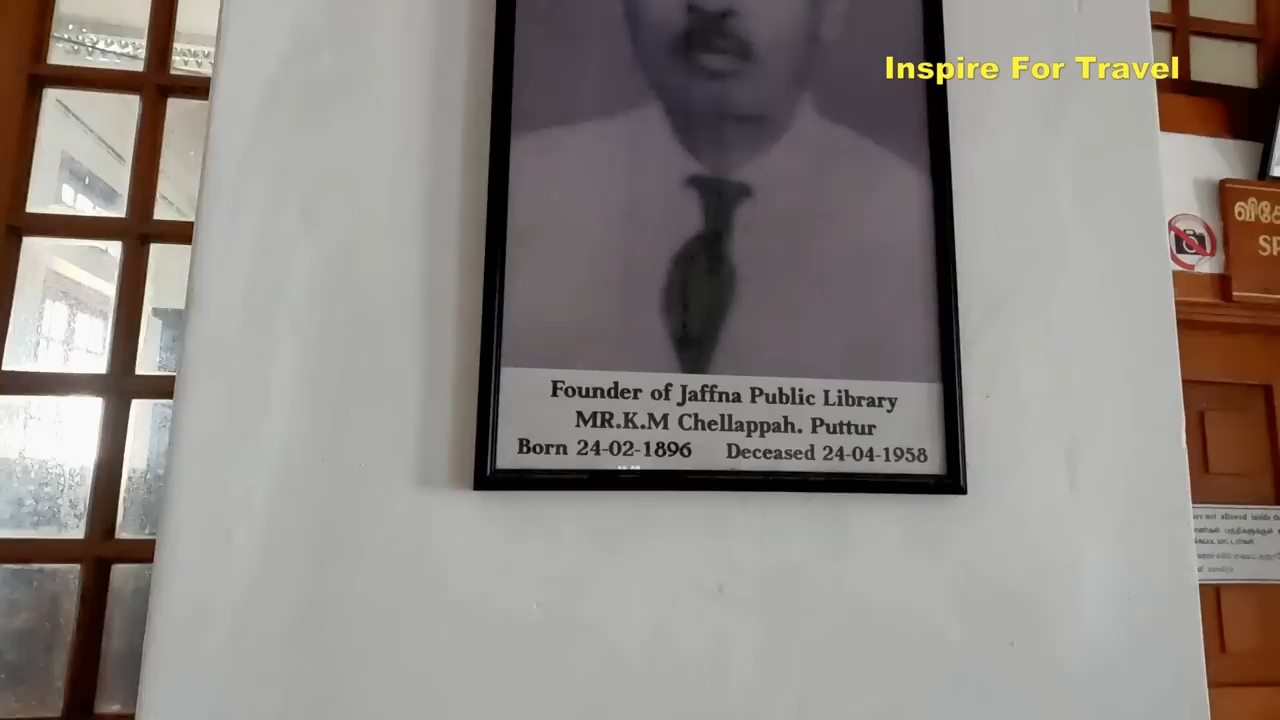 Inspire For Travel
Founder of Jaffna Public Library
MR.K.M Chellappah. Puttur
Born 24-02-1896 Deceased 24-04-1958
விசே
SP